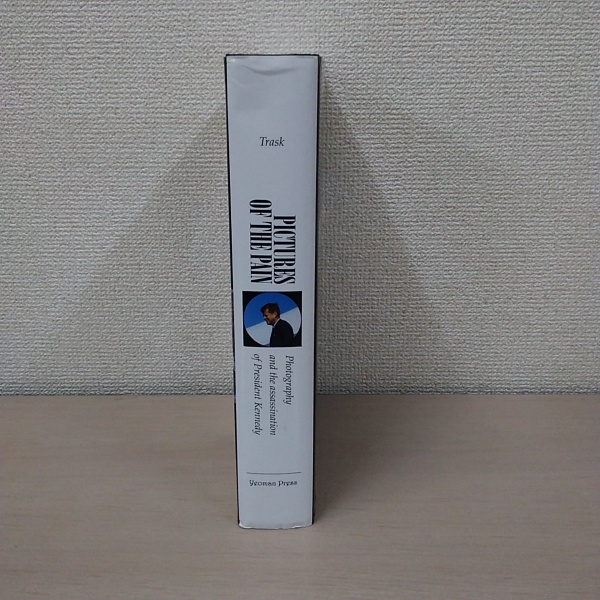 Trask
PICTURES
OF THE PAIN
Photography
and the assassination
of President Kennedy
Yeoman Press